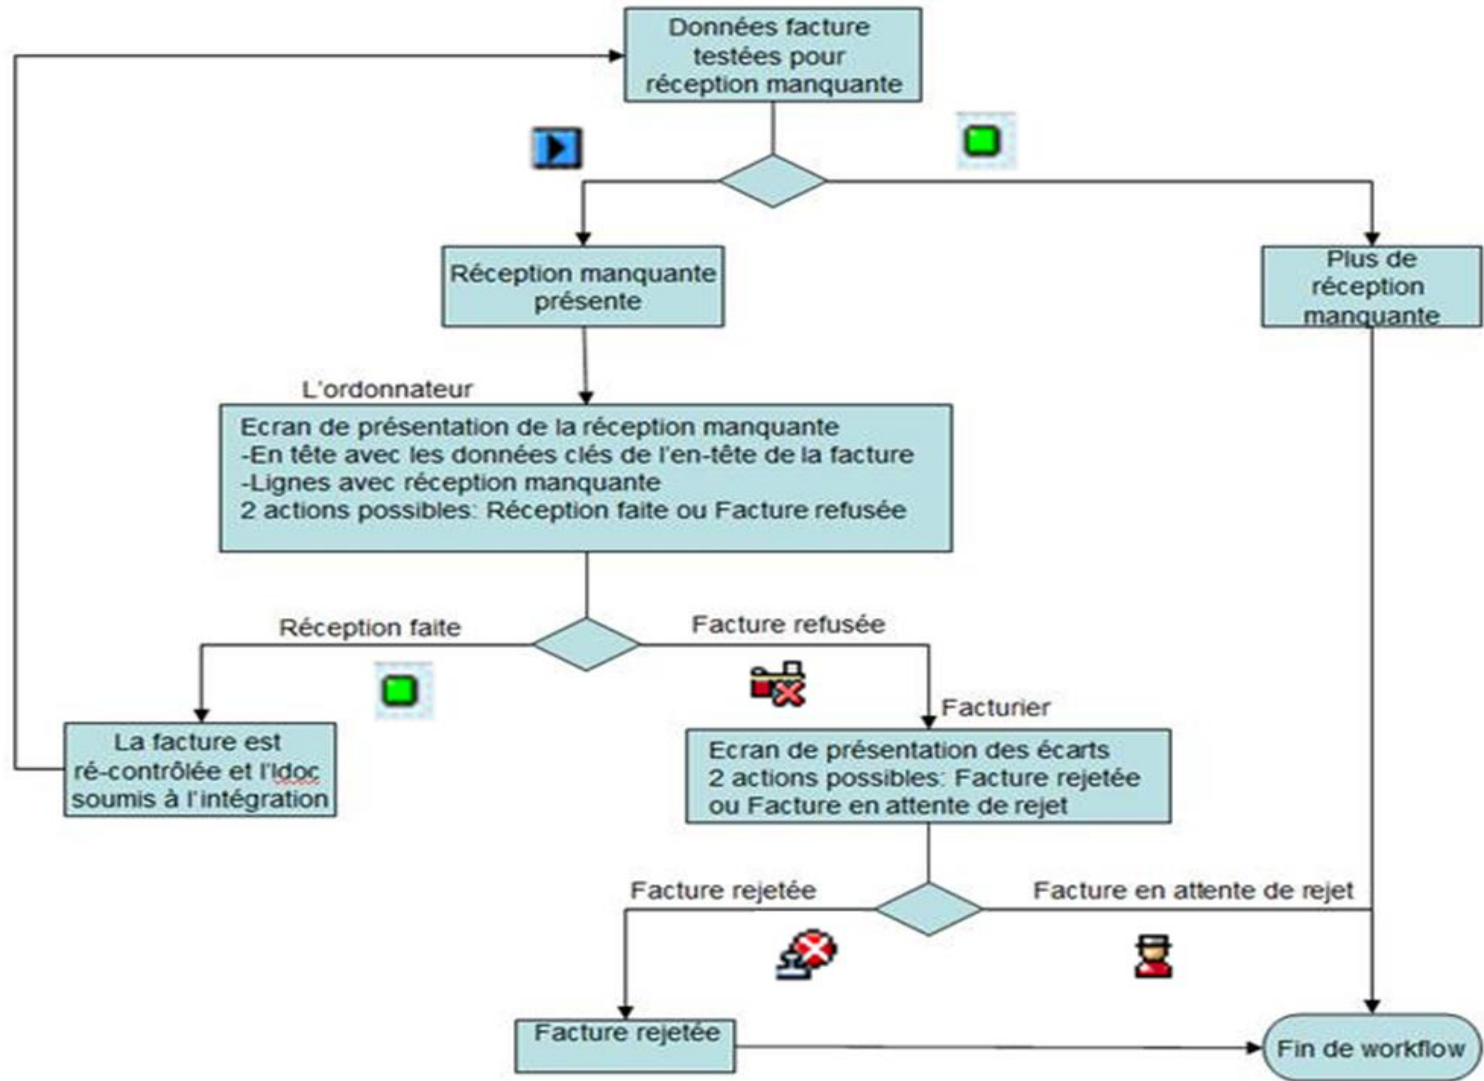 Données facture
testées pour
réception manquante
Réception manquante
présente
Plus de
réception
manquante
L'ordonnateur
Ecran de présentation de la réception manquante
-En tête avec les données clés de l'en-tête de la facture
-Lignes avec réception manquante
2 actions possibles: Réception faite ou Facture refusée
Réception faite
Facture refusée
Facturier
La facture est
ré-contrôlée et l'Idoc
soumis à l'intégration
Ecran de présentation des écarts
2 actions possibles: Facture rejetée
ou Facture en attente de rejet
Facture rejetée
Facture en attente de rejet
Facture rejetée
Fin de workflow